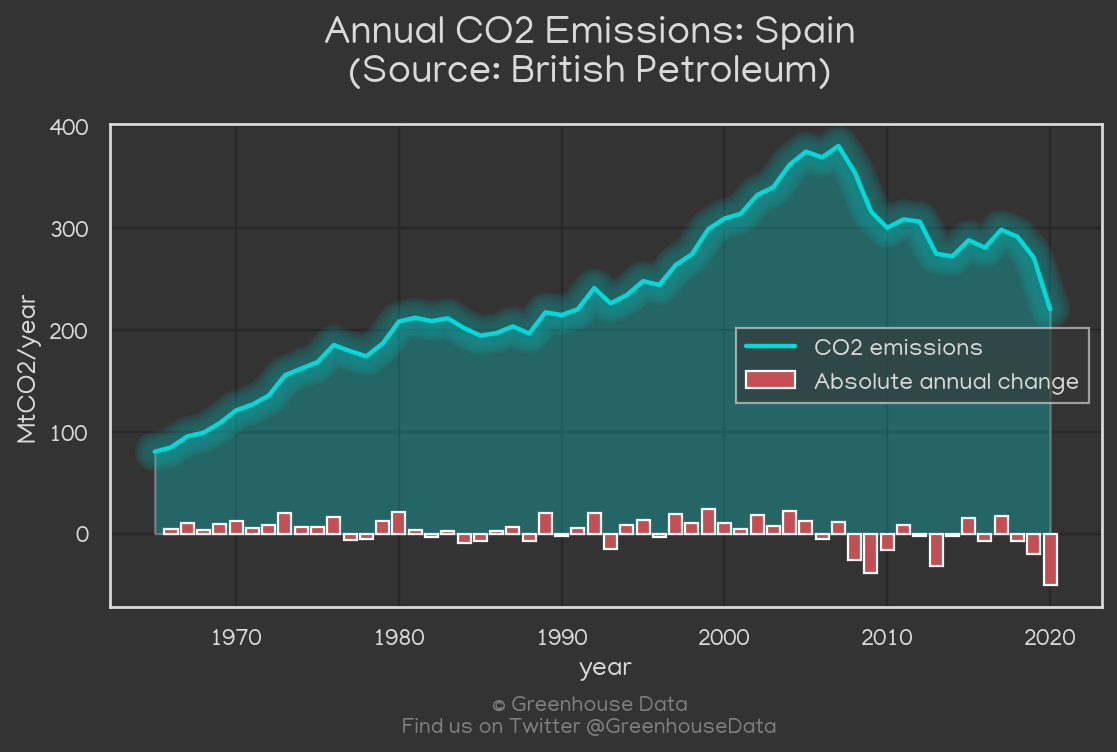 Annual CO2 Emissions: Spain
(Source: British Petroleum)
400
300
200
100
0
MtCO2/year
CO2 emissions
Absolute annual change
1970 1980 1990 2000 2010 2020
year
© Greenhouse Data
Find us on Twitter @GreenhouseData